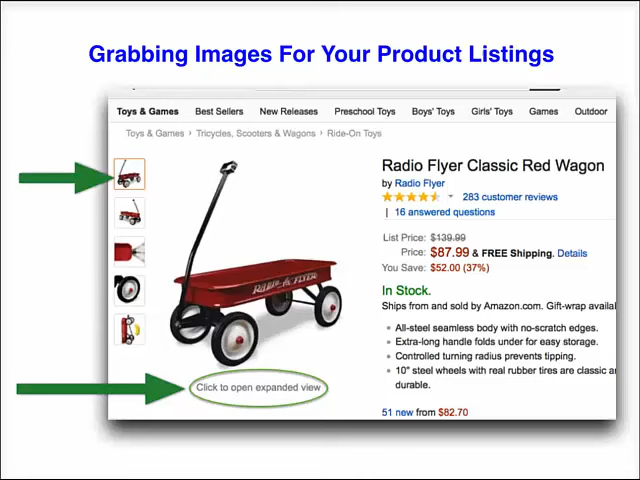 Grabbing Images For Your Product Listings
Toys & Games Best Sellers New Releases Preschool Toys Boys' Toys Girls' Toys Games Outdoor
Toys & Games › Tricycles, Scooters & Wagons › Ride-On Toys
Radio Flyer Classic Red Wagon
by Radio Flyer
283 customer reviews
| 16 answered questions
List Price: $139.99
Price: $87.99 & FREE Shipping. Details
You Save: $52.00 (37%)
In Stock.
Ships from and sold by Amazon.com. Gift-wrap availa
All-steel seamless body with no-scratch edges.
Extra-long handle folds under for easy storage.
Controlled turning radius prevents tipping.
10" steel wheels with real rubber tires are classic a
durable.
51 new from $82.70
RADIO FLYER
Click to open expanded view